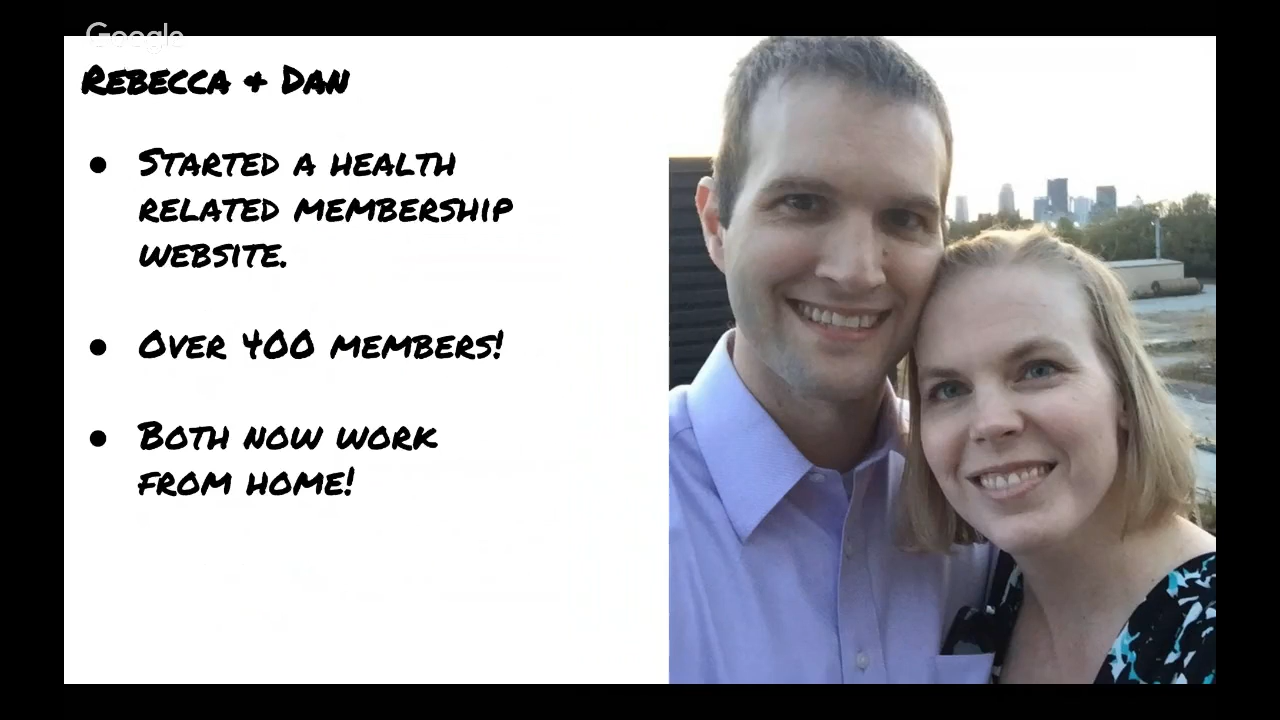 Google
Rebecca & Dan
● Started a health
related membership
website.
● Over 400 members!
● Both now work
from home!